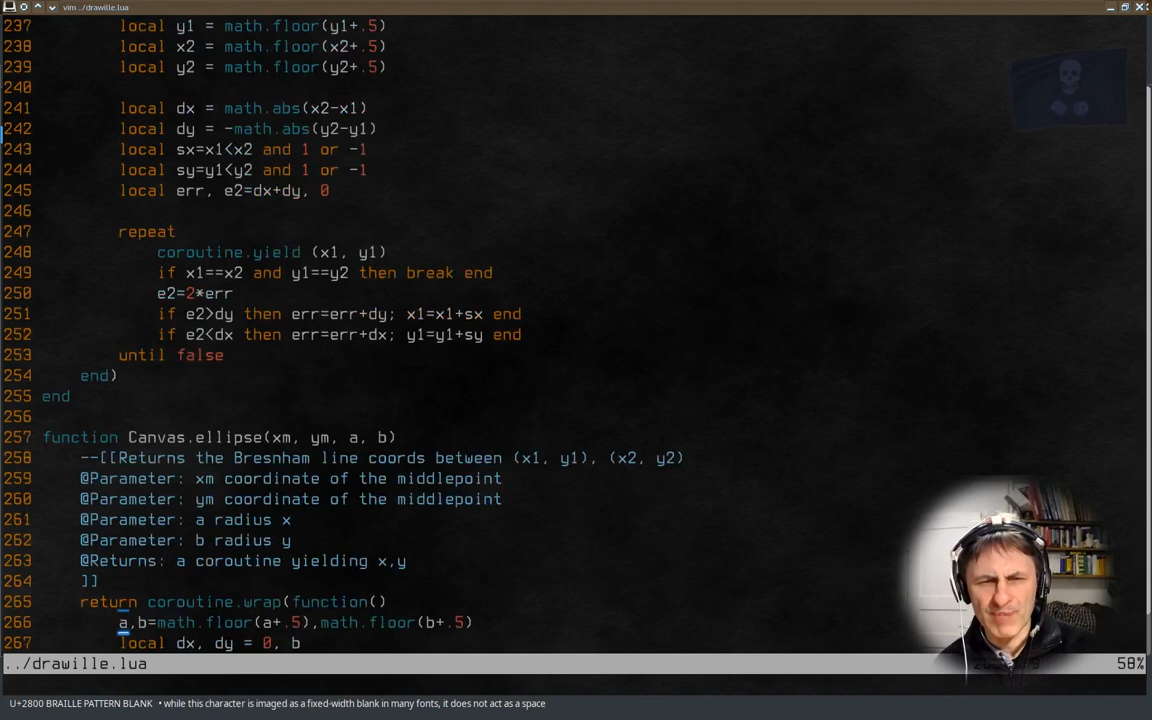 vim ../drawille.lua
237 local y1 = math.floor(y1+.5)
238 local x2 = math.floor(x2+.5)
239 local y2 = math.floor(y2+.5)
240
241 local dx = math.abs(x2-x1)
242 local dy = -math.abs(y2-y1)
243 local sx=x1<x2 and 1 or -1
244 local sy=y1<y2 and 1 or -1
245 local err, e2=dx+dy, 0
246
247 repeat
248 coroutine.yield (x1, y1)
249 if x1==x2 and y1==y2 then break end
250 e2=2*err
251 if e2>dy then err=err+dy; x1=x1+sx end
252 if e2<dx then err=err+dx; y1=y1+sy end
253 until false
254 end)
255 end
256
257 function Canvas.ellipse(xm, ym, a, b)
258 --[[Returns the Bresnham line coords between (x1, y1), (x2, y2)
259 @Parameter: xm coordinate of the middlepoint
260 @Parameter: ym coordinate of the middlepoint
261 @Parameter: a radius x
262 @Parameter: b radius y
263 @Returns: a coroutine yielding x,y
264 ]]
265 return coroutine.wrap(function()
266 a,b=math.floor(a+.5),math.floor(b+.5)
267 local dx, dy = 0, b
../drawille.lua 58%
U+2800 BRAILLE PATTERN BLANK • while this character is imaged as a fixed-width blank in many fonts, it does not act as a space